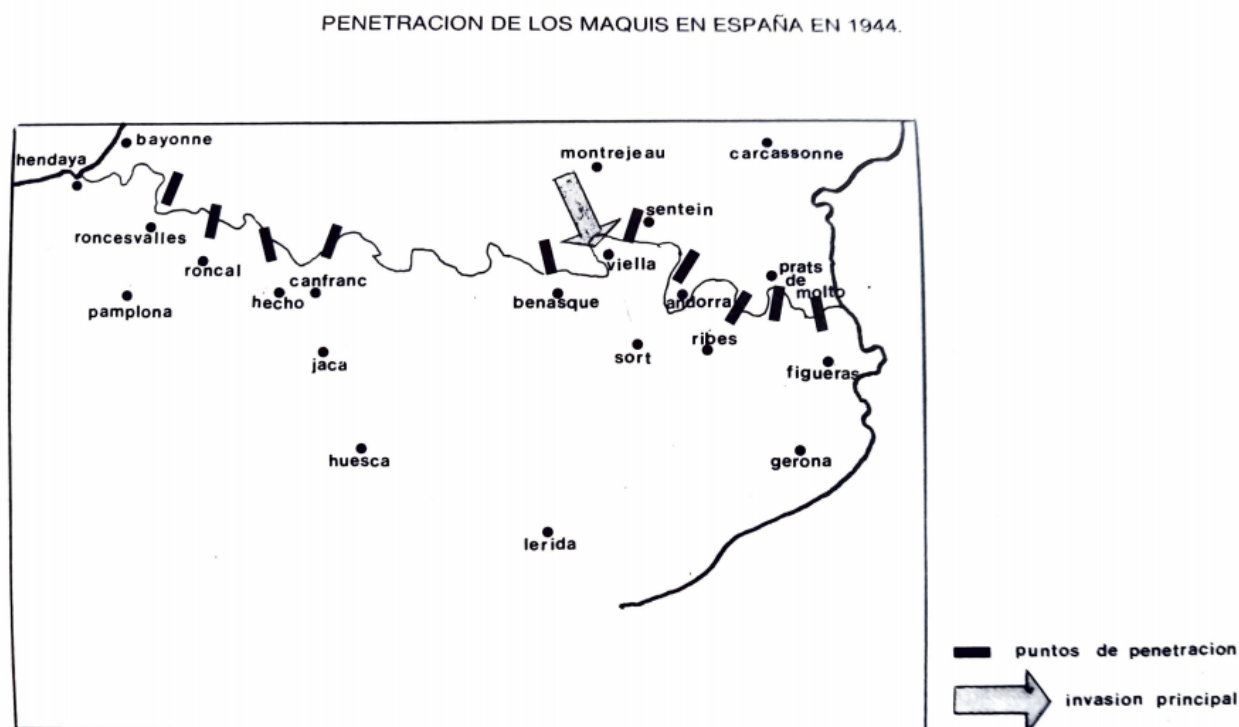 PENETRACION DE LOS MAQUIS EN ESPAÑA EN 1944.
bayonne
hendaya
montrejeau
carcassonne
sentein
roncesvalles
roncal
viella
prats
de
molto
canfranc
hecho
benasque
andorra
pamplona
ribes
sort
jaca
figueras
huesca
gerona
lerida
puntos de penetracion
invasion principal